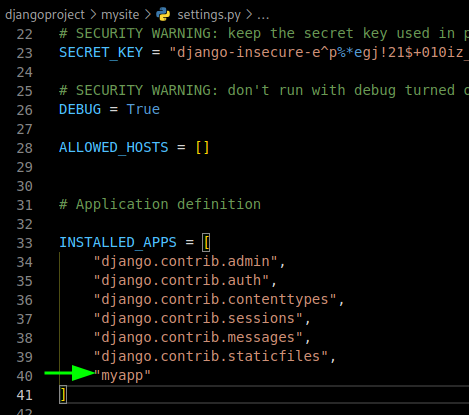 djangoproject > mysite > settings.py > ...
22 # SECURITY WARNING: keep the secret key used in p
23 SECRET_KEY = "django-insecure-e^p%*egj!21$+010iz_
24
25 # SECURITY WARNING: don't run with debug turned o
26 DEBUG = True
27
28 ALLOWED_HOSTS = []
29
30
31 # Application definition
32
33 INSTALLED_APPS = [
34 "django.contrib.admin",
35 "django.contrib.auth",
36 "django.contrib.contenttypes",
37 "django.contrib.sessions",
38 "django.contrib.messages",
39 "django.contrib.staticfiles",
40 "myapp"
41 ]